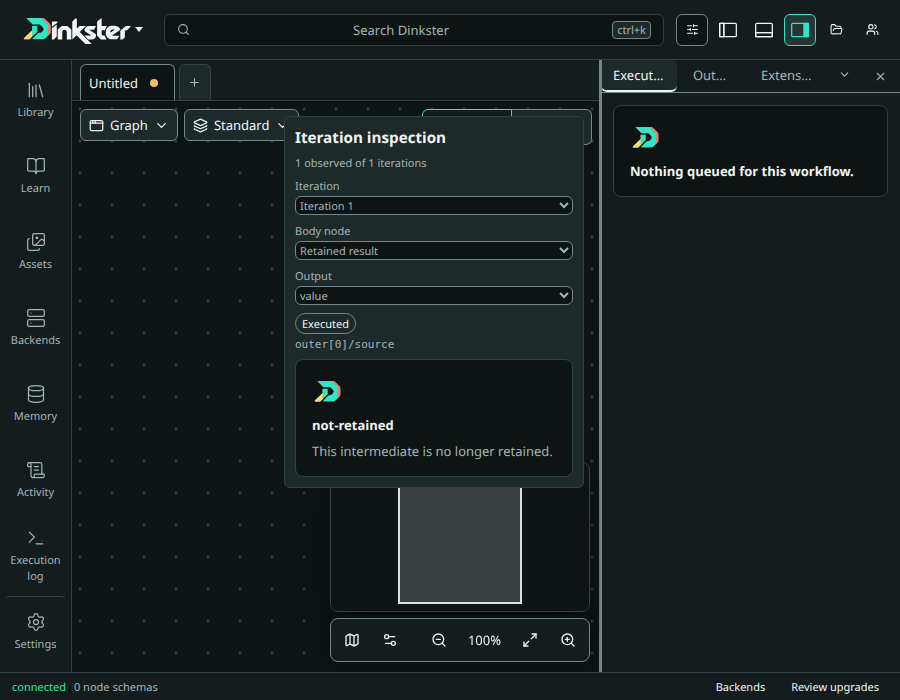 Dinkster
Search Dinkster
ctrl+k
Library
Learn
Assets
Backends
Memory
Activity
Execution
log
Settings
Untitled
+
Graph
Standard
Iteration inspection
1 observed of 1 iterations
Iteration
Iteration 1
Body node
Retained result
Output
value
Executed
outer[0]/source
not-retained
This intermediate is no longer retained.
100%
Execut...
Out...
Extens...
Nothing queued for this workflow.
connected
0 node schemas
Backends
Review upgrades